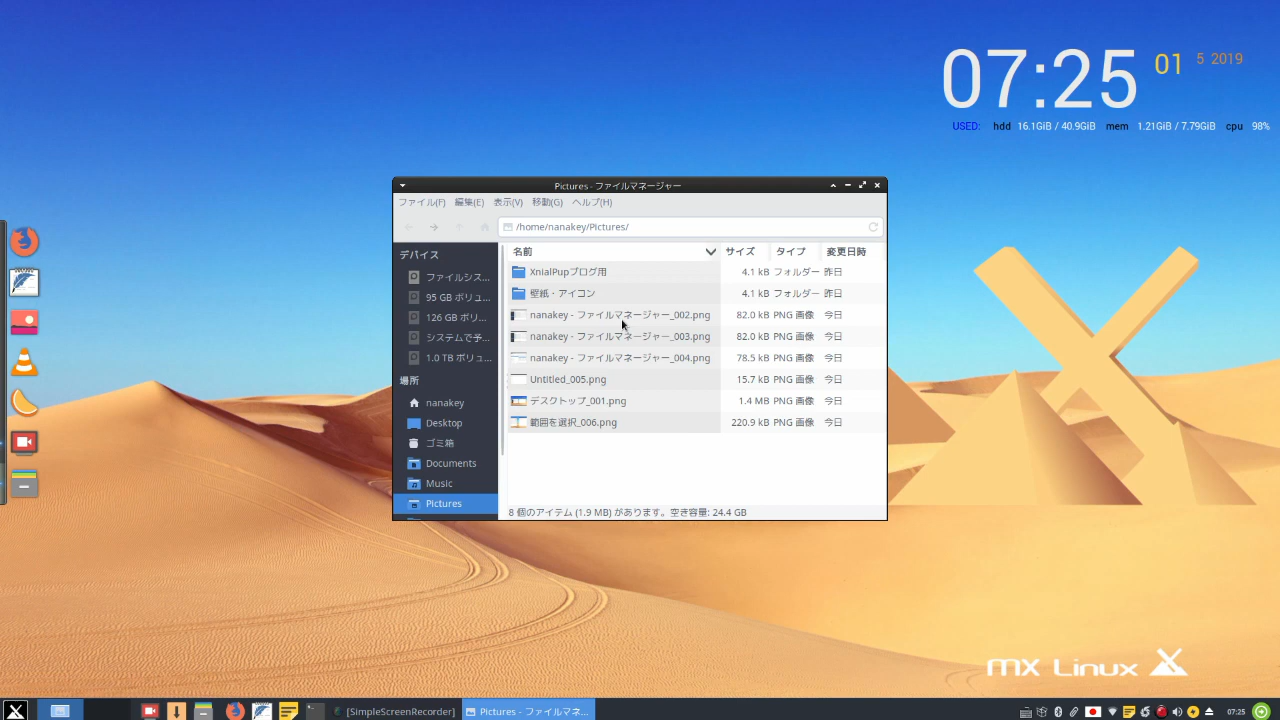 07:25 01 5 2019
USED: hdd 16.1GiB / 40.9GiB mem 1.21GiB / 7.79GiB cpu 98%
Pictures - ファイルマネージャー
ファイル(F) 編集(E) 表示(V) 移動(G) ヘルプ(H)
/home/nanakey/Pictures/
デバイス
ファイルシス...
95 GB ボリュ...
126 GB ボリ...
システムで予...
1.0 TB ボリュ...
場所
nanakey
Desktop
ゴミ箱
Documents
Music
Pictures
名前 サイズ タイプ 変更日時
XnialPupブログ用 4.1 kB フォルダー 昨日
壁紙・アイコン 4.1 kB フォルダー 昨日
nanakey - ファイルマネージャー_002.png 82.0 kB PNG 画像 今日
nanakey - ファイルマネージャー_003.png 82.0 kB PNG 画像 今日
nanakey - ファイルマネージャー_004.png 78.5 kB PNG 画像 今日
Untitled_005.png 15.7 kB PNG 画像 今日
デスクトップ_001.png 1.4 MB PNG 画像 今日
範囲を選択_006.png 220.9 kB PNG 画像 今日
8 個のアイテム (1.9 MB) があります。空き容量: 24.4 GB
MX Linux
[SimpleScreenRecorder] Pictures - ファイルマネ... 07:25